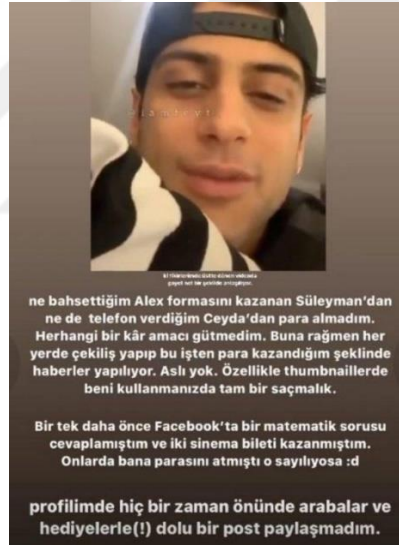 ne bahsettiğim Alex formasını kazanan Süleyman'dan
ne de telefon verdiğim Ceyda'dan para almadım.
Herhangi bir kâr amacı gütmedim. Buna rağmen her
yerde çekiliş yapıp bu işten para kazandığım şeklinde
haberler yapılıyor. Aslı yok. Özellikle thumbnaillerde
beni kullanmanızda tam bir saçmalık.
Bir tek daha önce Facebook'ta bir matematik sorusu
cevaplamıştım ve iki sinema bileti kazanmıştım.
Onlarda bana parasını atmıştı o sayılıyosa :d
profilimde hiç bir zaman önünde arabalar ve
hediyelerle(!) dolu bir post paylaşmadım.